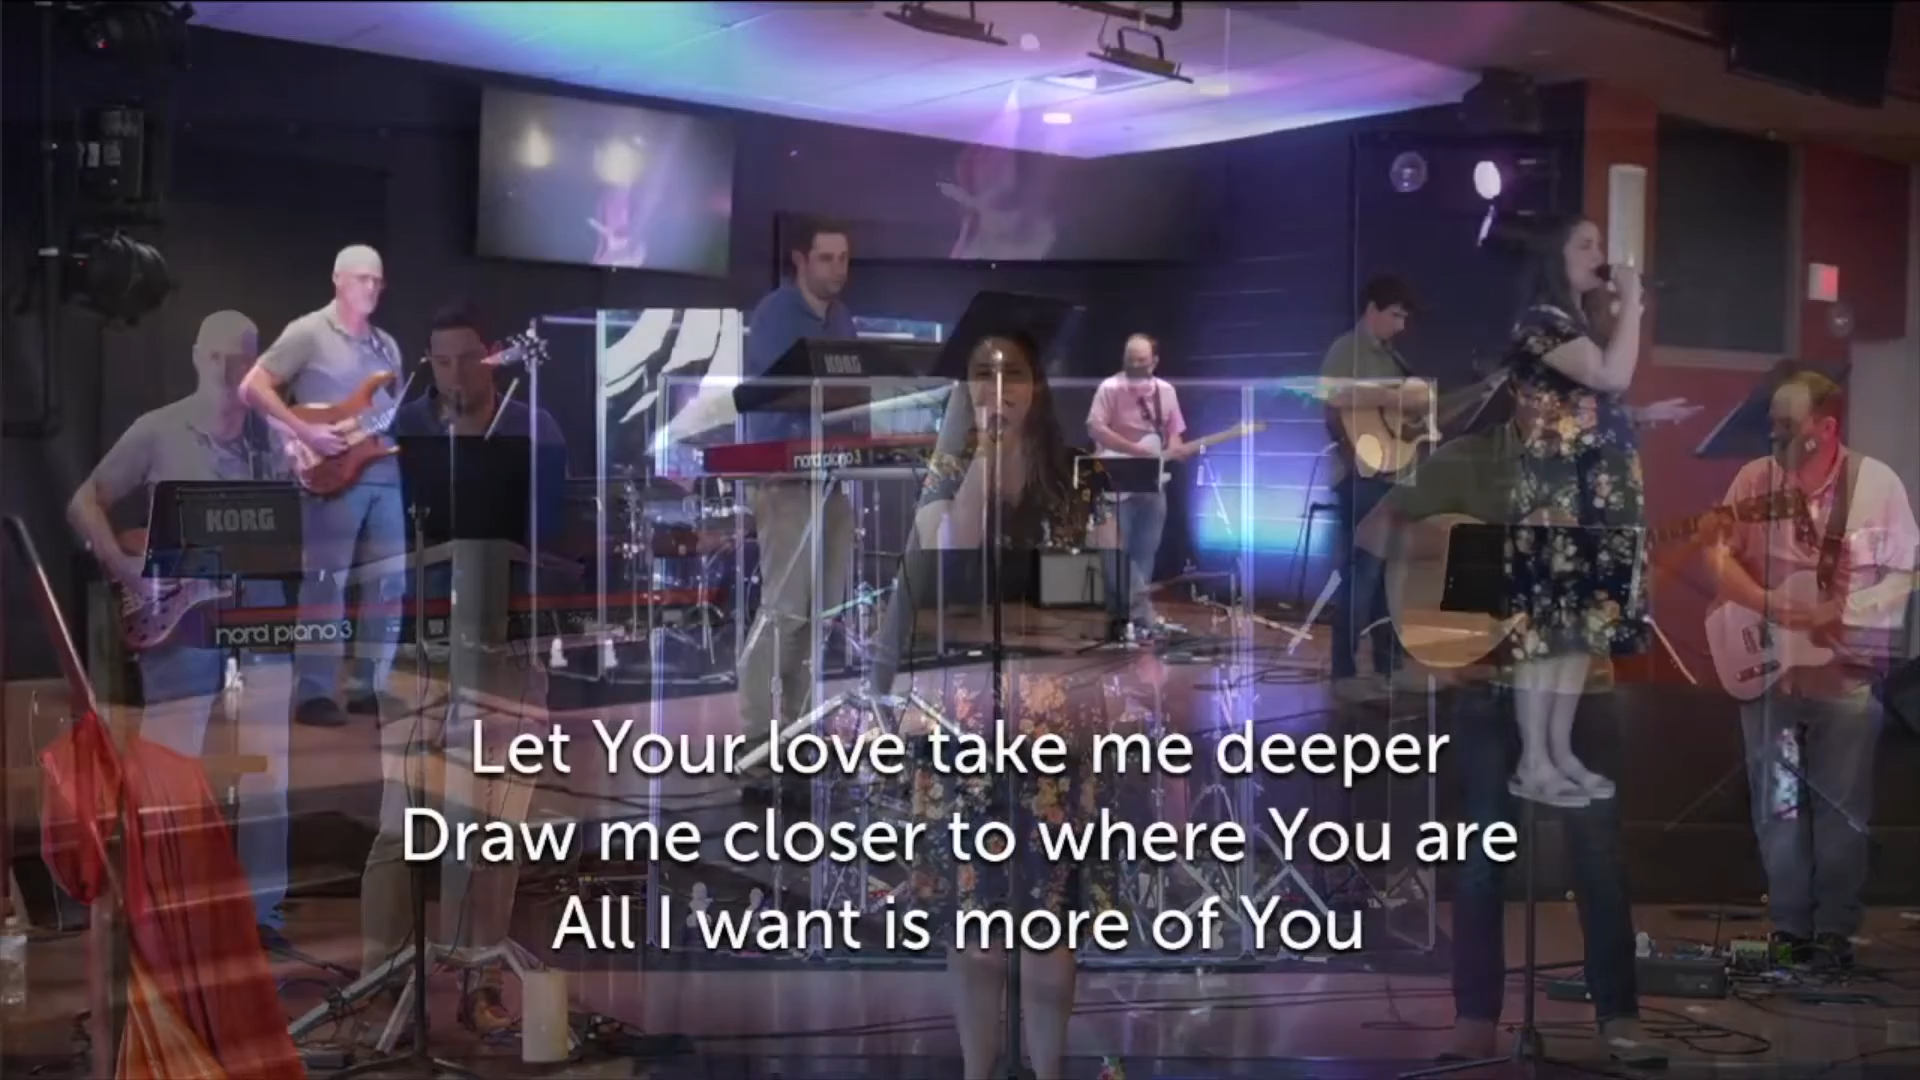 KORG
nord piano 3
KORG
nord piano 3
Let Your love take me deeper
Draw me closer to where You are
All I want is more of You